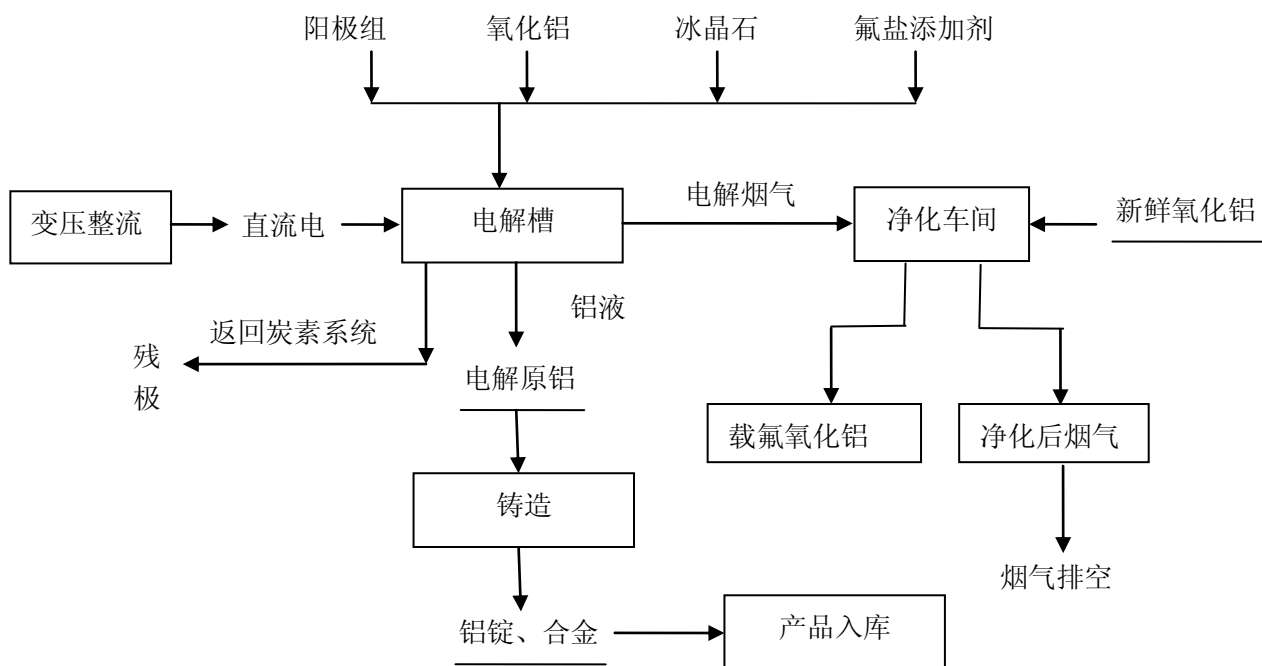 阳极组
氧化铝
冰晶石
氟盐添加剂
变压整流
直流电
电解槽
电解烟气
净化车间
新鲜氧化铝
铝液
返回炭素系统
残
极
电解原铝
载氟氧化铝
净化后烟气
铸造
烟气排空
铝锭、合金
产品入库